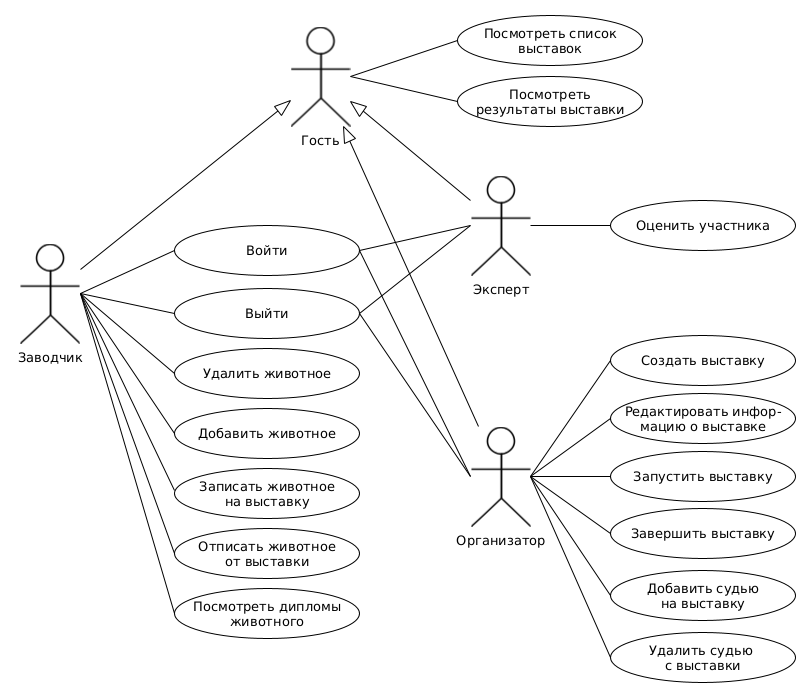 Посмотреть список
выставок
Посмотреть
результаты выставки
Гость
Войти
Оценить участника
Эксперт
Выйти
Заводчик
Удалить животное
Создать выставку
Редактировать инфор-
мацию о выставке
Добавить животное
Записать животное
на выставку
Запустить выставку
Организатор
Завершить выставку
Отписать животное
от выставки
Добавить судью
на выставку
Посмотреть дипломы
животного
Удалить судью
с выставки